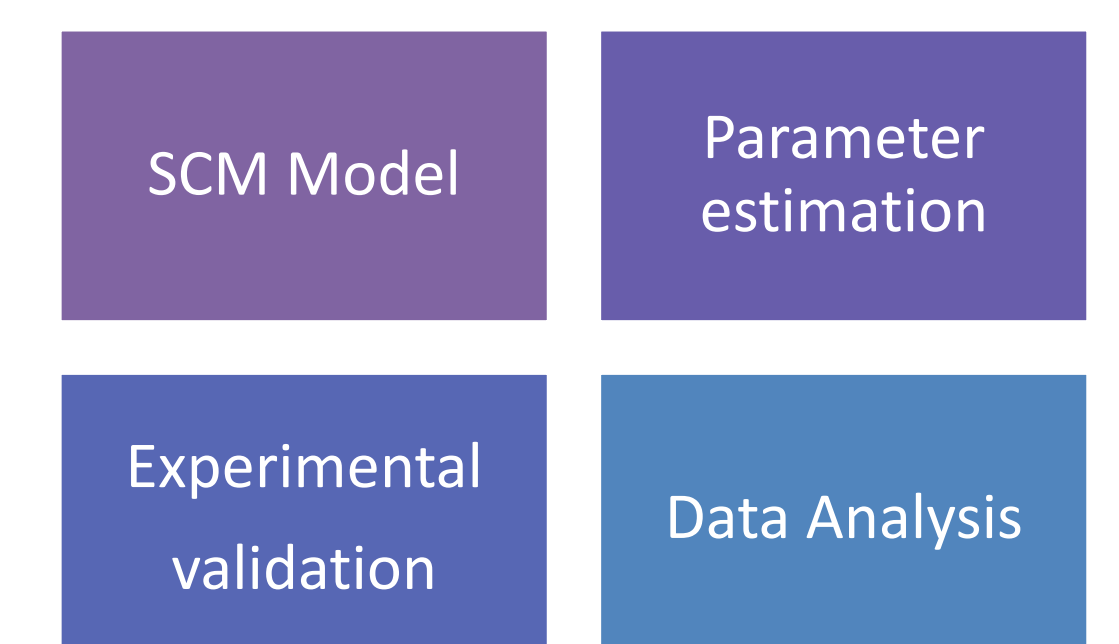 SCM Model
Parameter
estimation
Experimental
validation
Data Analysis